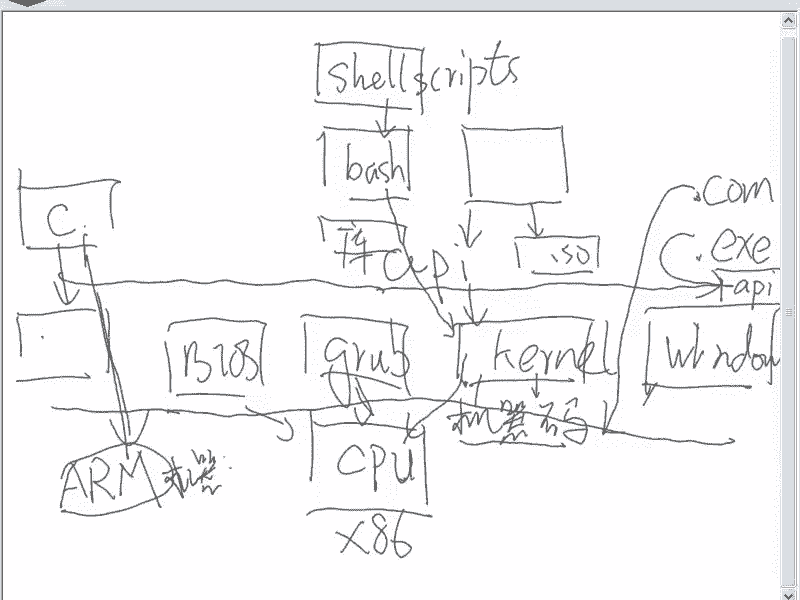 shell scripts
bash
.com
C
api
.iso
C.exe
api
BIOS
grub
kernel
Window
机器码
ARM
机器
CPU
x86